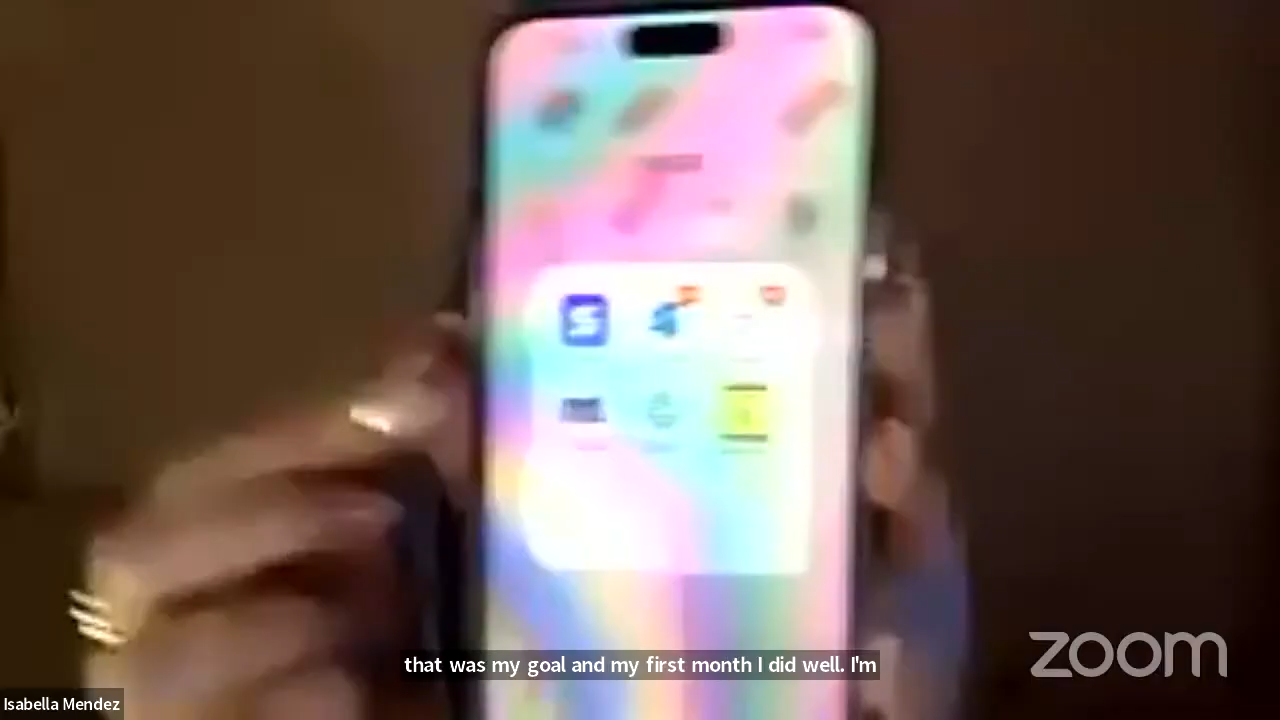 S
that was my goal and my first month I did well. I'm
Isabella Mendez
zoom